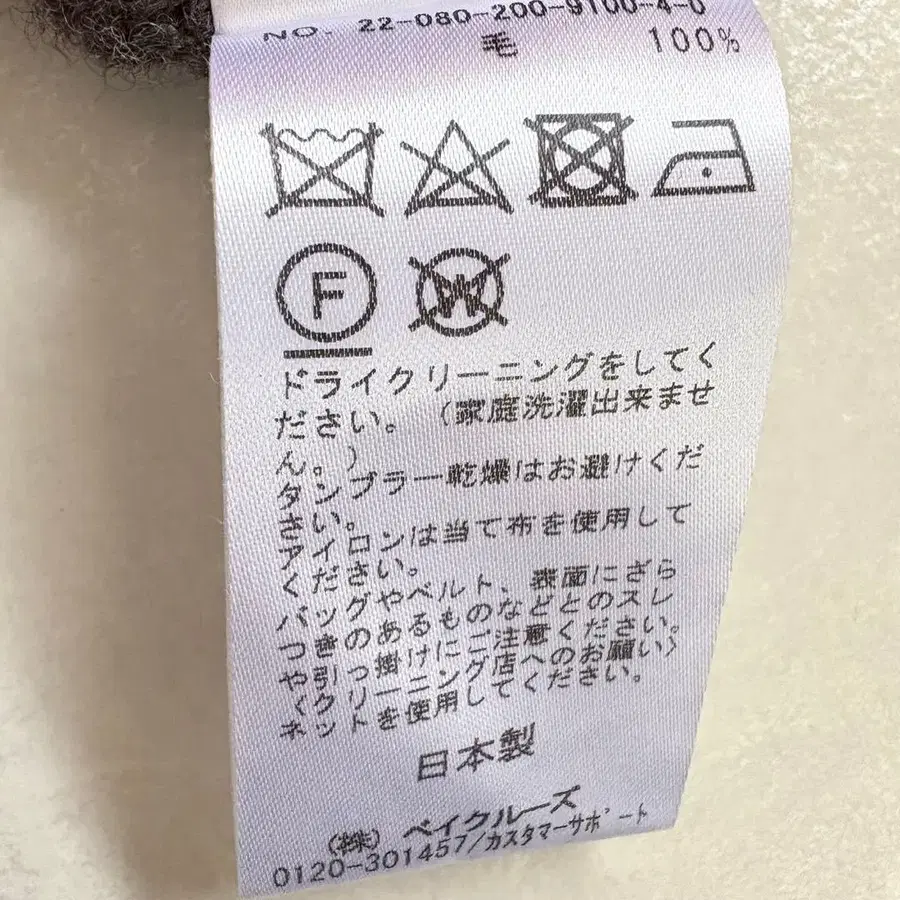 NO. 22-080-200-9100-4-0
毛 100%
F
W
ドライクリーニングをしてく
ださい。（家庭洗濯出来ませ
ん。）
タンブラー乾燥はお避けくだ
さい。
アイロンは当て布を使用して
ください。
バッグやベルト、表面にざら
つきのあるものなどとのスレ
や引っ掛けにご注意ください。
〈クリーニング店へのお願い〉
ネットを使用してください。
日本製
（株）ベイクルーズ
0120-301457/カスタマーサポート